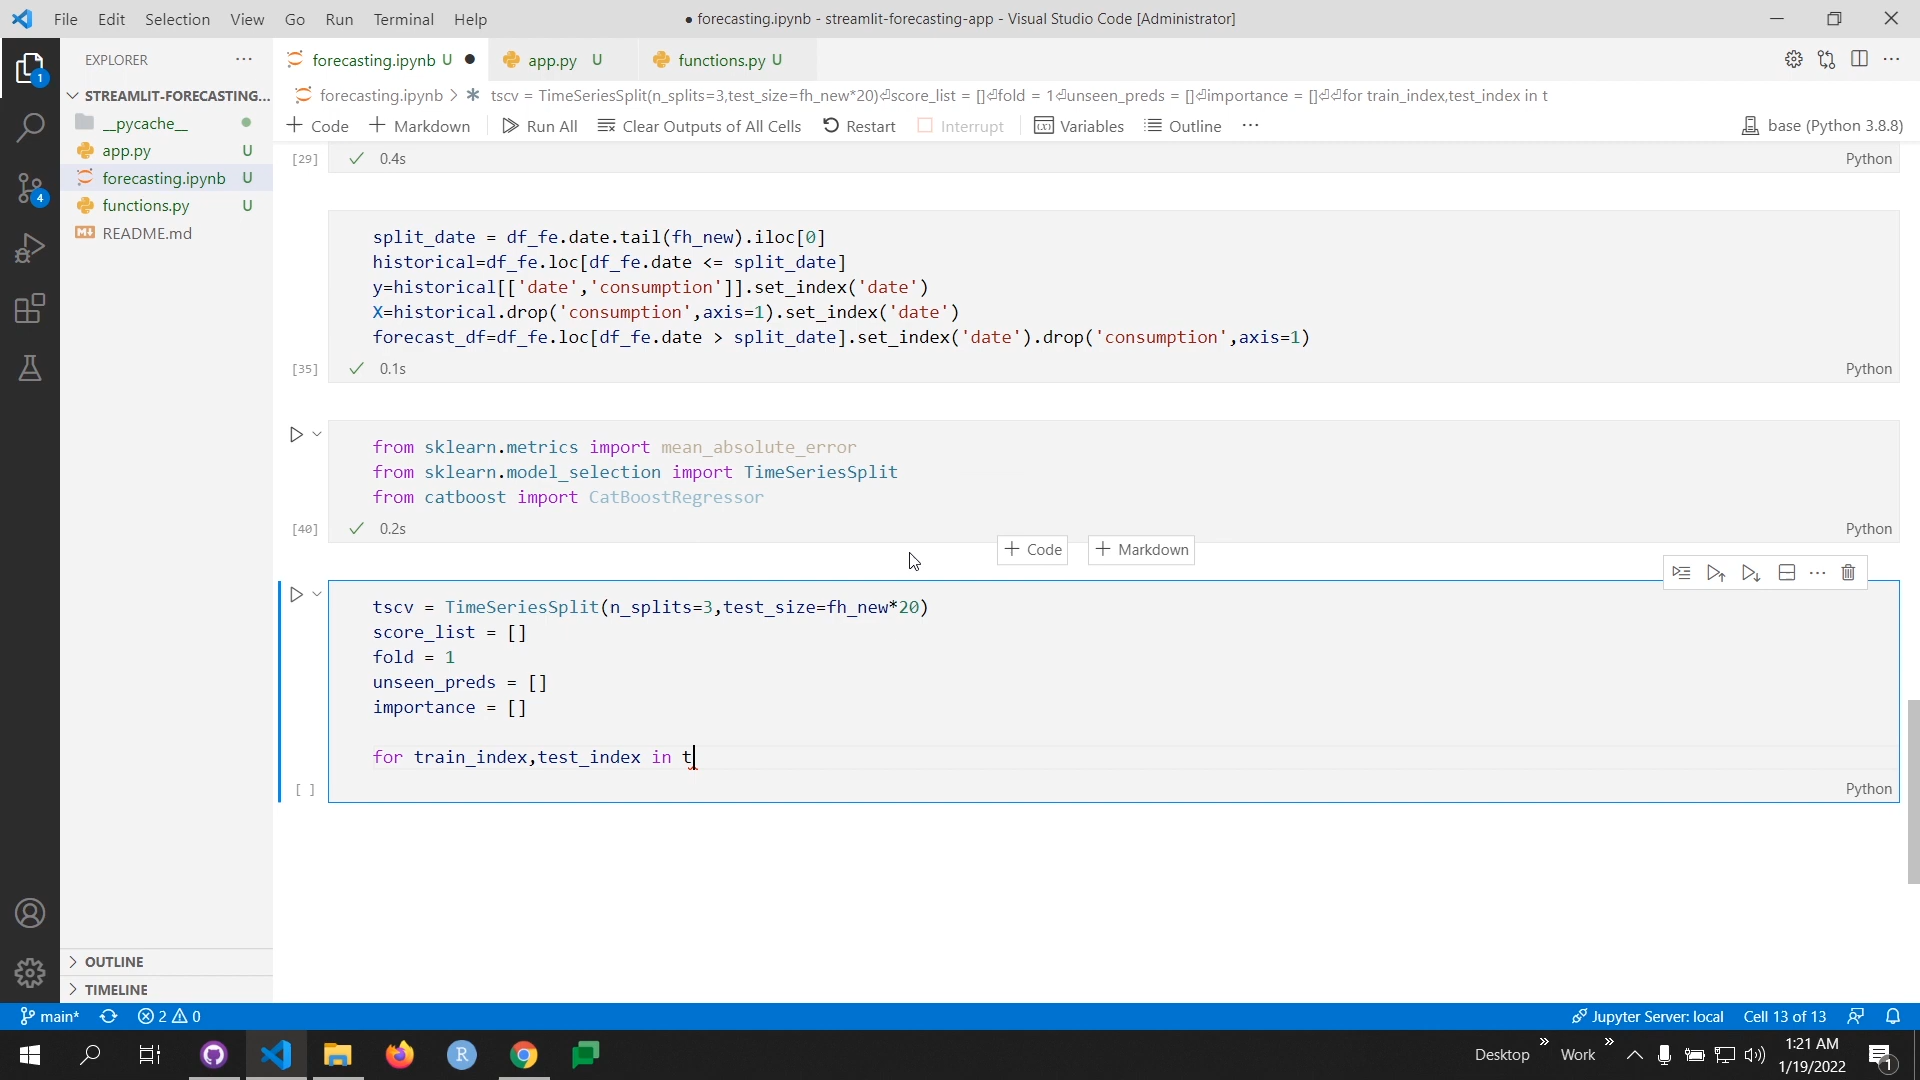 File Edit Selection View Go Run Terminal Help
● forecasting.ipynb - streamlit-forecasting-app - Visual Studio Code [Administrator]
EXPLORER
forecasting.ipynb U
app.py U
functions.py U
STREAMLIT-FORECASTING...
forecasting.ipynb > tscv = TimeSeriesSplit(n_splits=3,test_size=fh_new*20)⏎score_list = []⏎fold = 1⏎unseen_preds = []⏎importance = []⏎⏎for train_index,test_index in t
__pycache__
app.py U
forecasting.ipynb U
functions.py U
README.md
+ Code + Markdown Run All Clear Outputs of All Cells Restart Interrupt Variables Outline ...
base (Python 3.8.8)
[29] 0.4s Python
split_date = df_fe.date.tail(fh_new).iloc[0]
historical=df_fe.loc[df_fe.date <= split_date]
y=historical[['date','consumption']].set_index('date')
X=historical.drop('consumption',axis=1).set_index('date')
forecast_df=df_fe.loc[df_fe.date > split_date].set_index('date').drop('consumption',axis=1)
[35] 0.1s Python
from sklearn.metrics import mean_absolute_error
from sklearn.model_selection import TimeSeriesSplit
from catboost import CatBoostRegressor
[40] 0.2s Python
+ Code + Markdown
tscv = TimeSeriesSplit(n_splits=3,test_size=fh_new*20)
score_list = []
fold = 1
unseen_preds = []
importance = []
for train_index,test_index in t
[ ] Python
OUTLINE
TIMELINE
1
4
main* 2 0
Jupyter Server: local Cell 13 of 13
Desktop » Work »
1:21 AM
1/19/2022
1
R